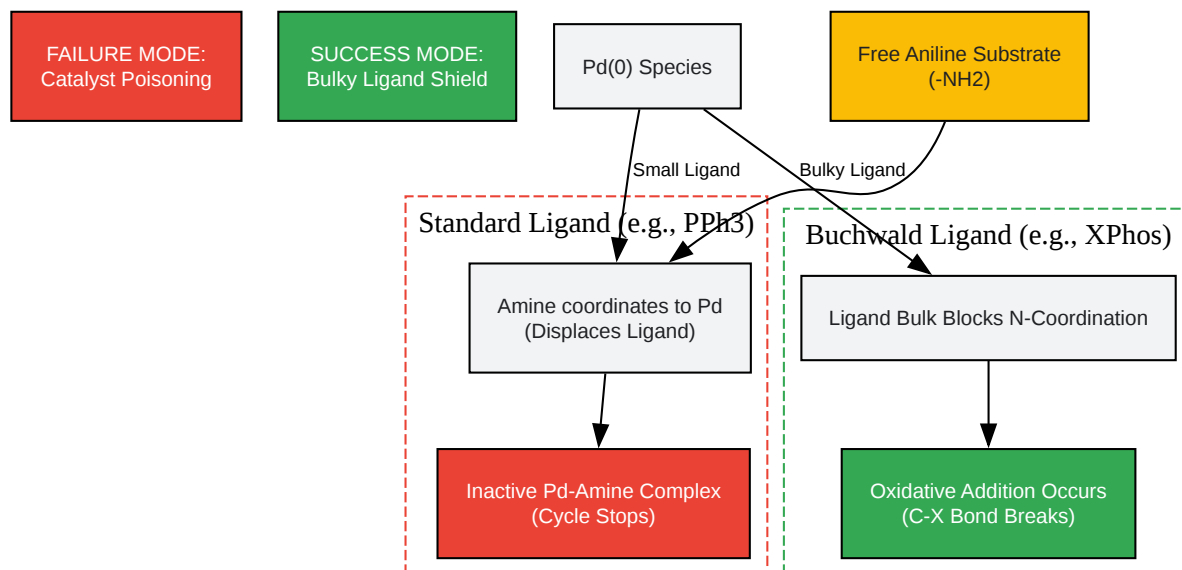 FAILURE MODE:
Catalyst Poisoning
SUCCESS MODE:
Bulky Ligand Shield
Pd(0) Species
Free Aniline Substrate
(-NH2)
Small Ligand
Bulky Ligand
Standard Ligand (e.g., PPh3)
Buchwald Ligand (e.g., XPhos)
Amine coordinates to Pd
(Displaces Ligand)
Ligand Bulk Blocks N-Coordination
Inactive Pd-Amine Complex
(Cycle Stops)
Oxidative Addition Occurs
(C-X Bond Breaks)